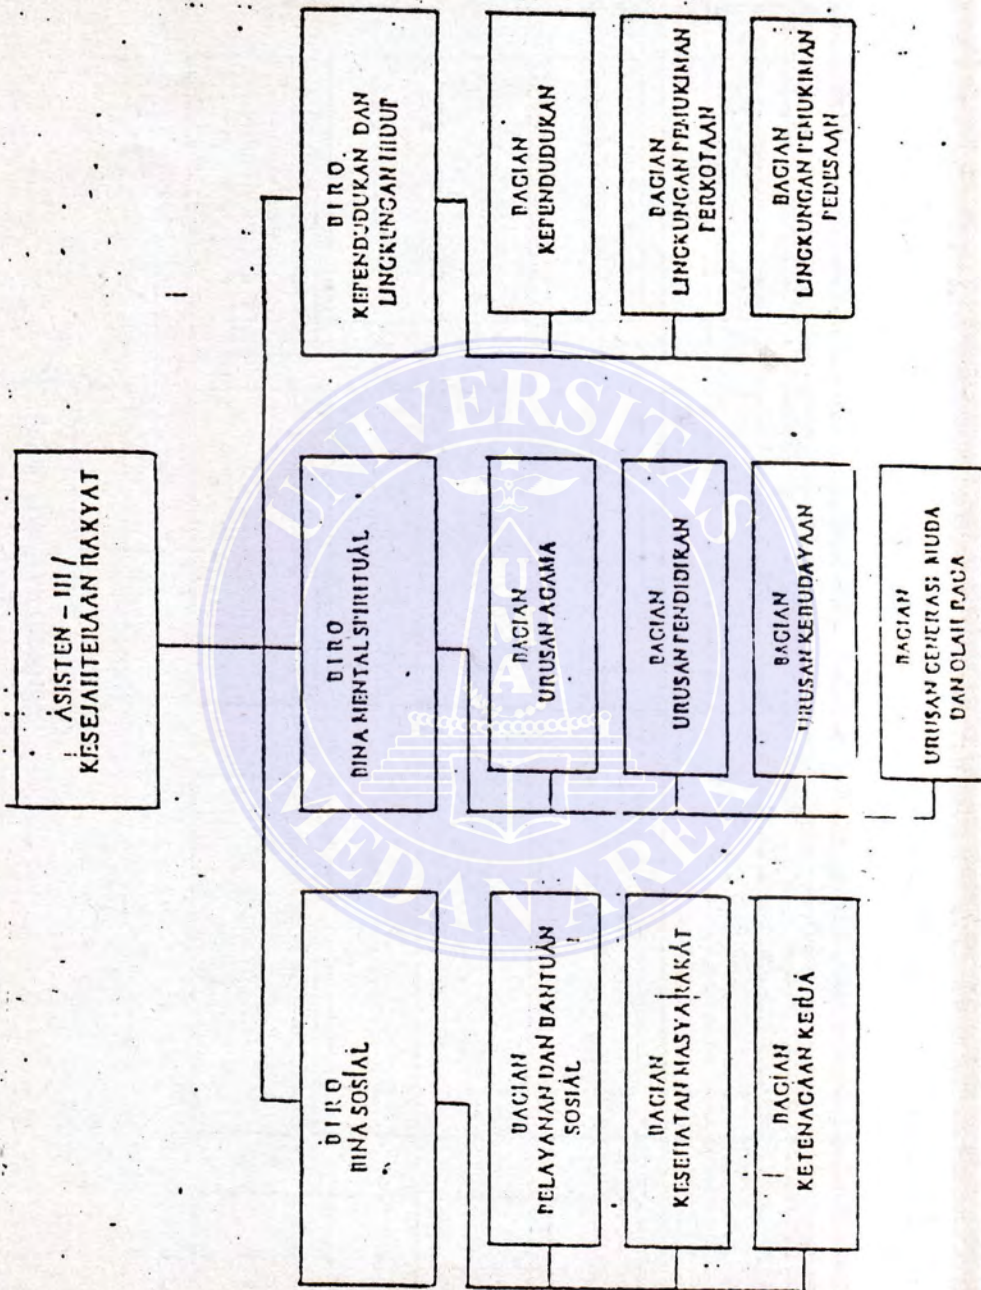 ASISTEN – III /
KESEJAHTERAAN RAKYAT
BIRO
BINA SOSIAL
BIRO
BINA MENTAL SPIRITUAL
BIRO
KEPENDUDUKAN DAN
LINGKUNGAN HIDUP
BAGIAN
PELAYANAN DAN BANTUAN
SOSIAL
BAGIAN
KESEHATAN MASYARAKAT
BAGIAN
KETENAGAAN KERJA
BAGIAN
URUSAN AGAMA
BAGIAN
URUSAN PENDIDIKAN
BAGIAN
URUSAN KEBUDAYAAN
BAGIAN
URUSAN GENERASI MUDA
DAN OLAH RAGA
BAGIAN
KEPENDUDUKAN
BAGIAN
LINGKUNGAN PEMUKIMAN
PERKOTAAN
BAGIAN
LINGKUNGAN PEMUKIMAN
PEDESAAN
UNIVERSITAS
MEDAN AREA
U
M
A